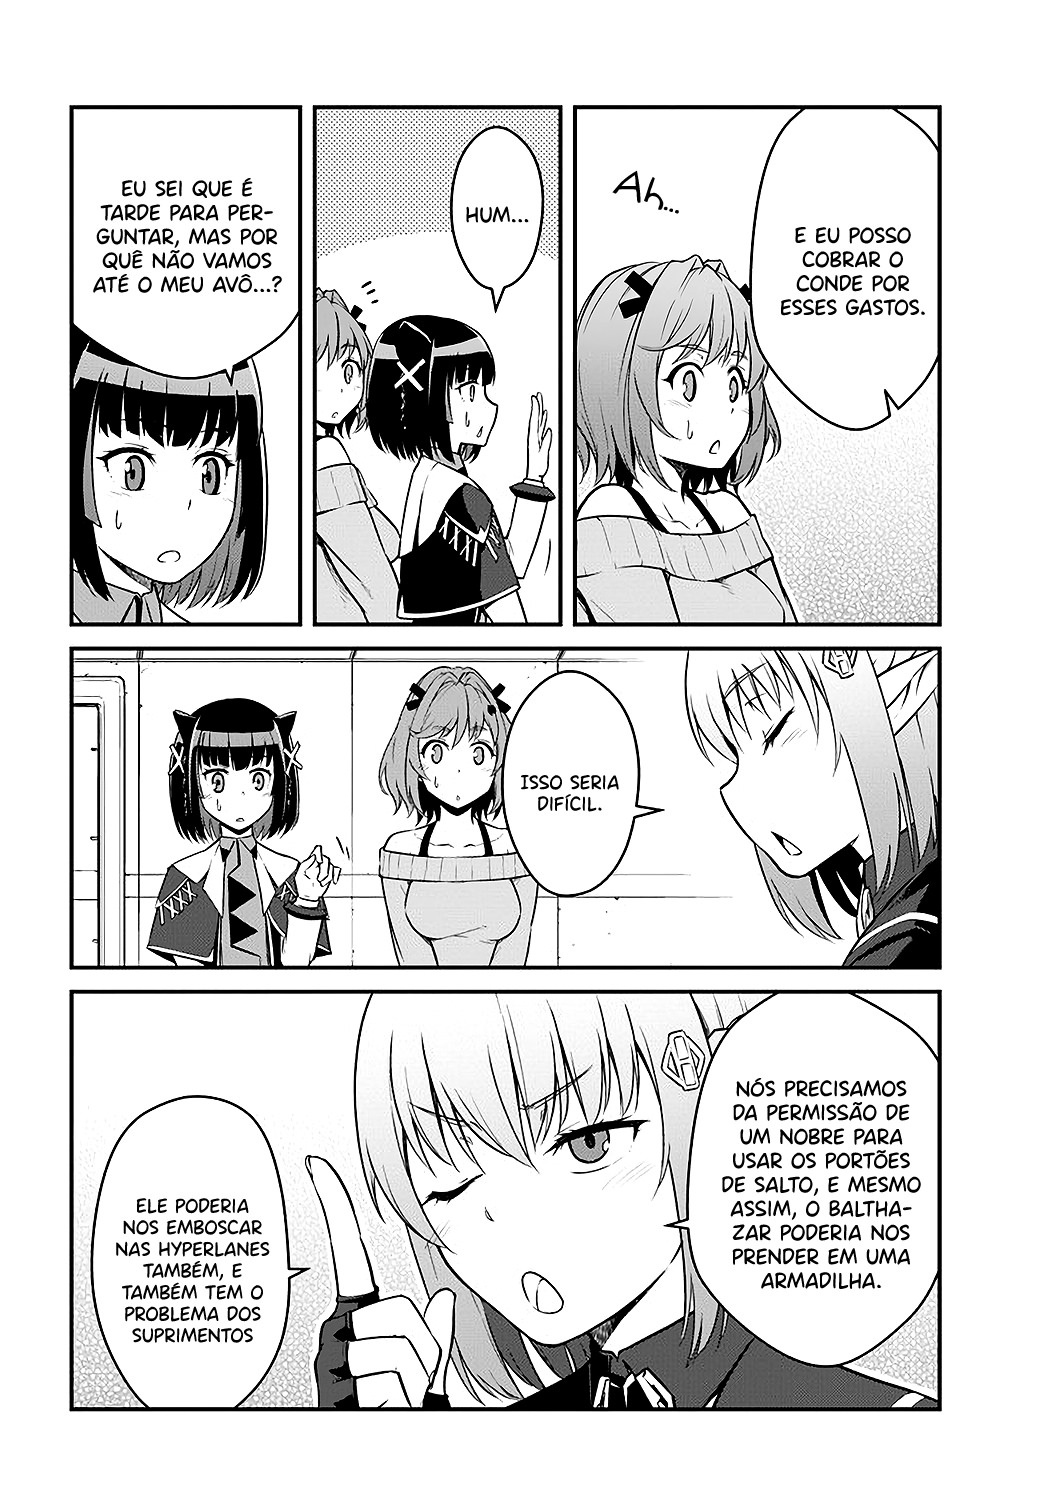 Ah...
E EU POSSO
COBRAR O
CONDE POR
ESSES GASTOS.
HUM...
EU SEI QUE É
TARDE PARA PER-
GUNTAR, MAS POR
QUÊ NÃO VAMOS
ATÉ O MEU AVÔ...?
ISSO SERIA
DIFÍCIL.
NÓS PRECISAMOS
DA PERMISSÃO DE
UM NOBRE PARA
USAR OS PORTÕES
DE SALTO, E MESMO
ASSIM, O BALTHA-
ZAR PODERIA NOS
PRENDER EM UMA
ARMADILHA.
ELE PODERIA
NOS EMBOSCAR
NAS HYPERLANES
TAMBÉM, E
TAMBÉM TEM O
PROBLEMA DOS
SUPRIMENTOS